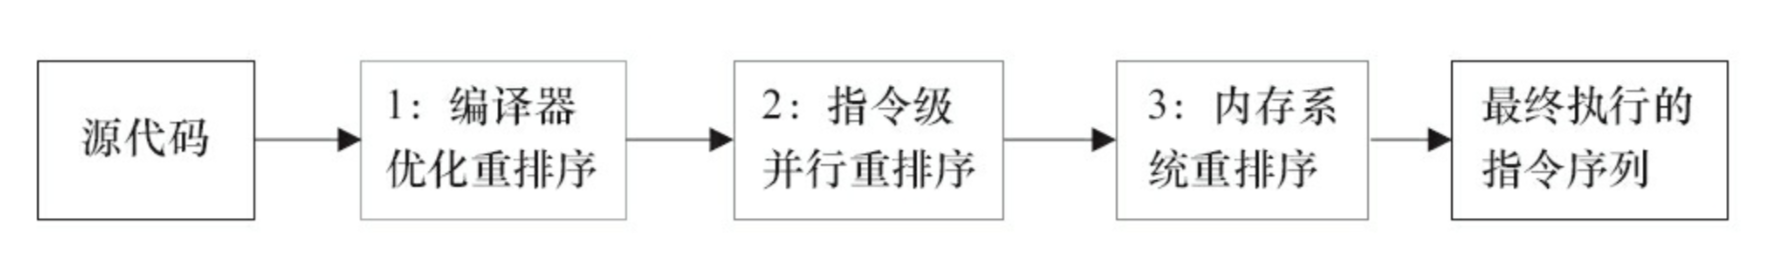 源代码
1：编译器
优化重排序
2：指令级
并行重排序
3：内存系
统重排序
最终执行的
指令序列